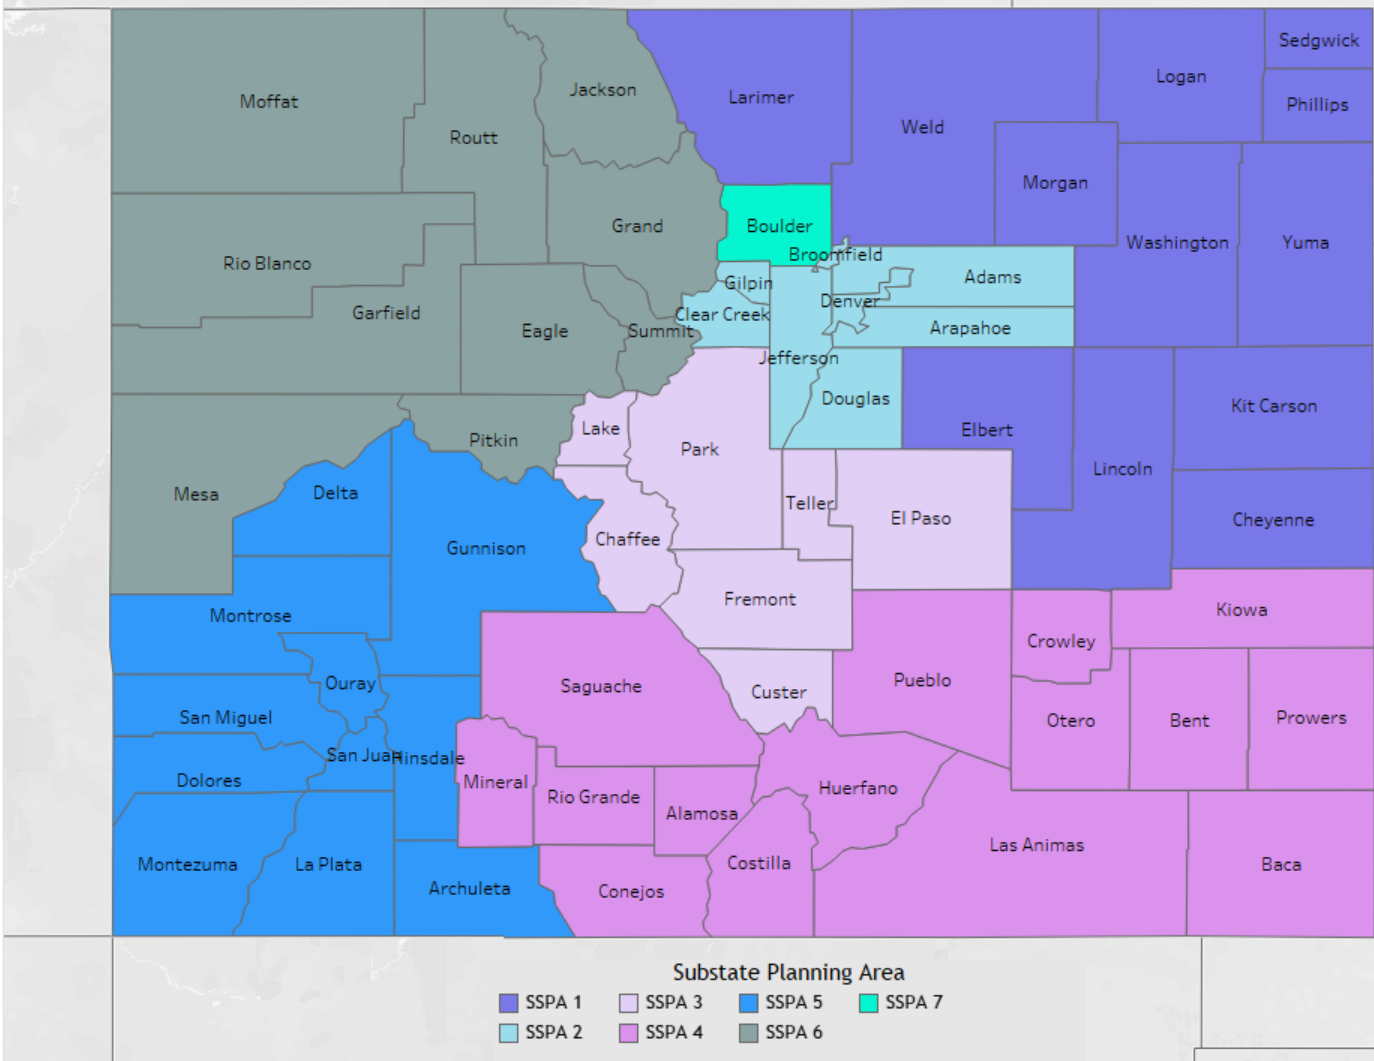 Sedgwick
Logan
Moffat
Jackson
Larimer
Phillips
Weld
Routt
Morgan
Grand
Boulder
Washington
Yuma
Rio Blanco
Broomfield
Gilpin
Adams
Denver
Garfield
Clear Creek
Eagle
Summit
Arapahoe
Jefferson
Douglas
Kit Carson
Lake
Elbert
Pitkin
Park
Lincoln
Mesa
Delta
Teller
El Paso
Cheyenne
Chaffee
Gunnison
Fremont
Kiowa
Montrose
Crowley
Ouray
Saguache
Pueblo
Custer
San Miguel
Otero
Bent
Prowers
San Juan
Hinsdale
Dolores
Mineral
Huerfano
Rio Grande
Alamosa
Las Animas
Montezuma
La Plata
Costilla
Baca
Archuleta
Conejos
Substate Planning Area
SSPA 1 SSPA 3 SSPA 5 SSPA 7
SSPA 2 SSPA 4 SSPA 6